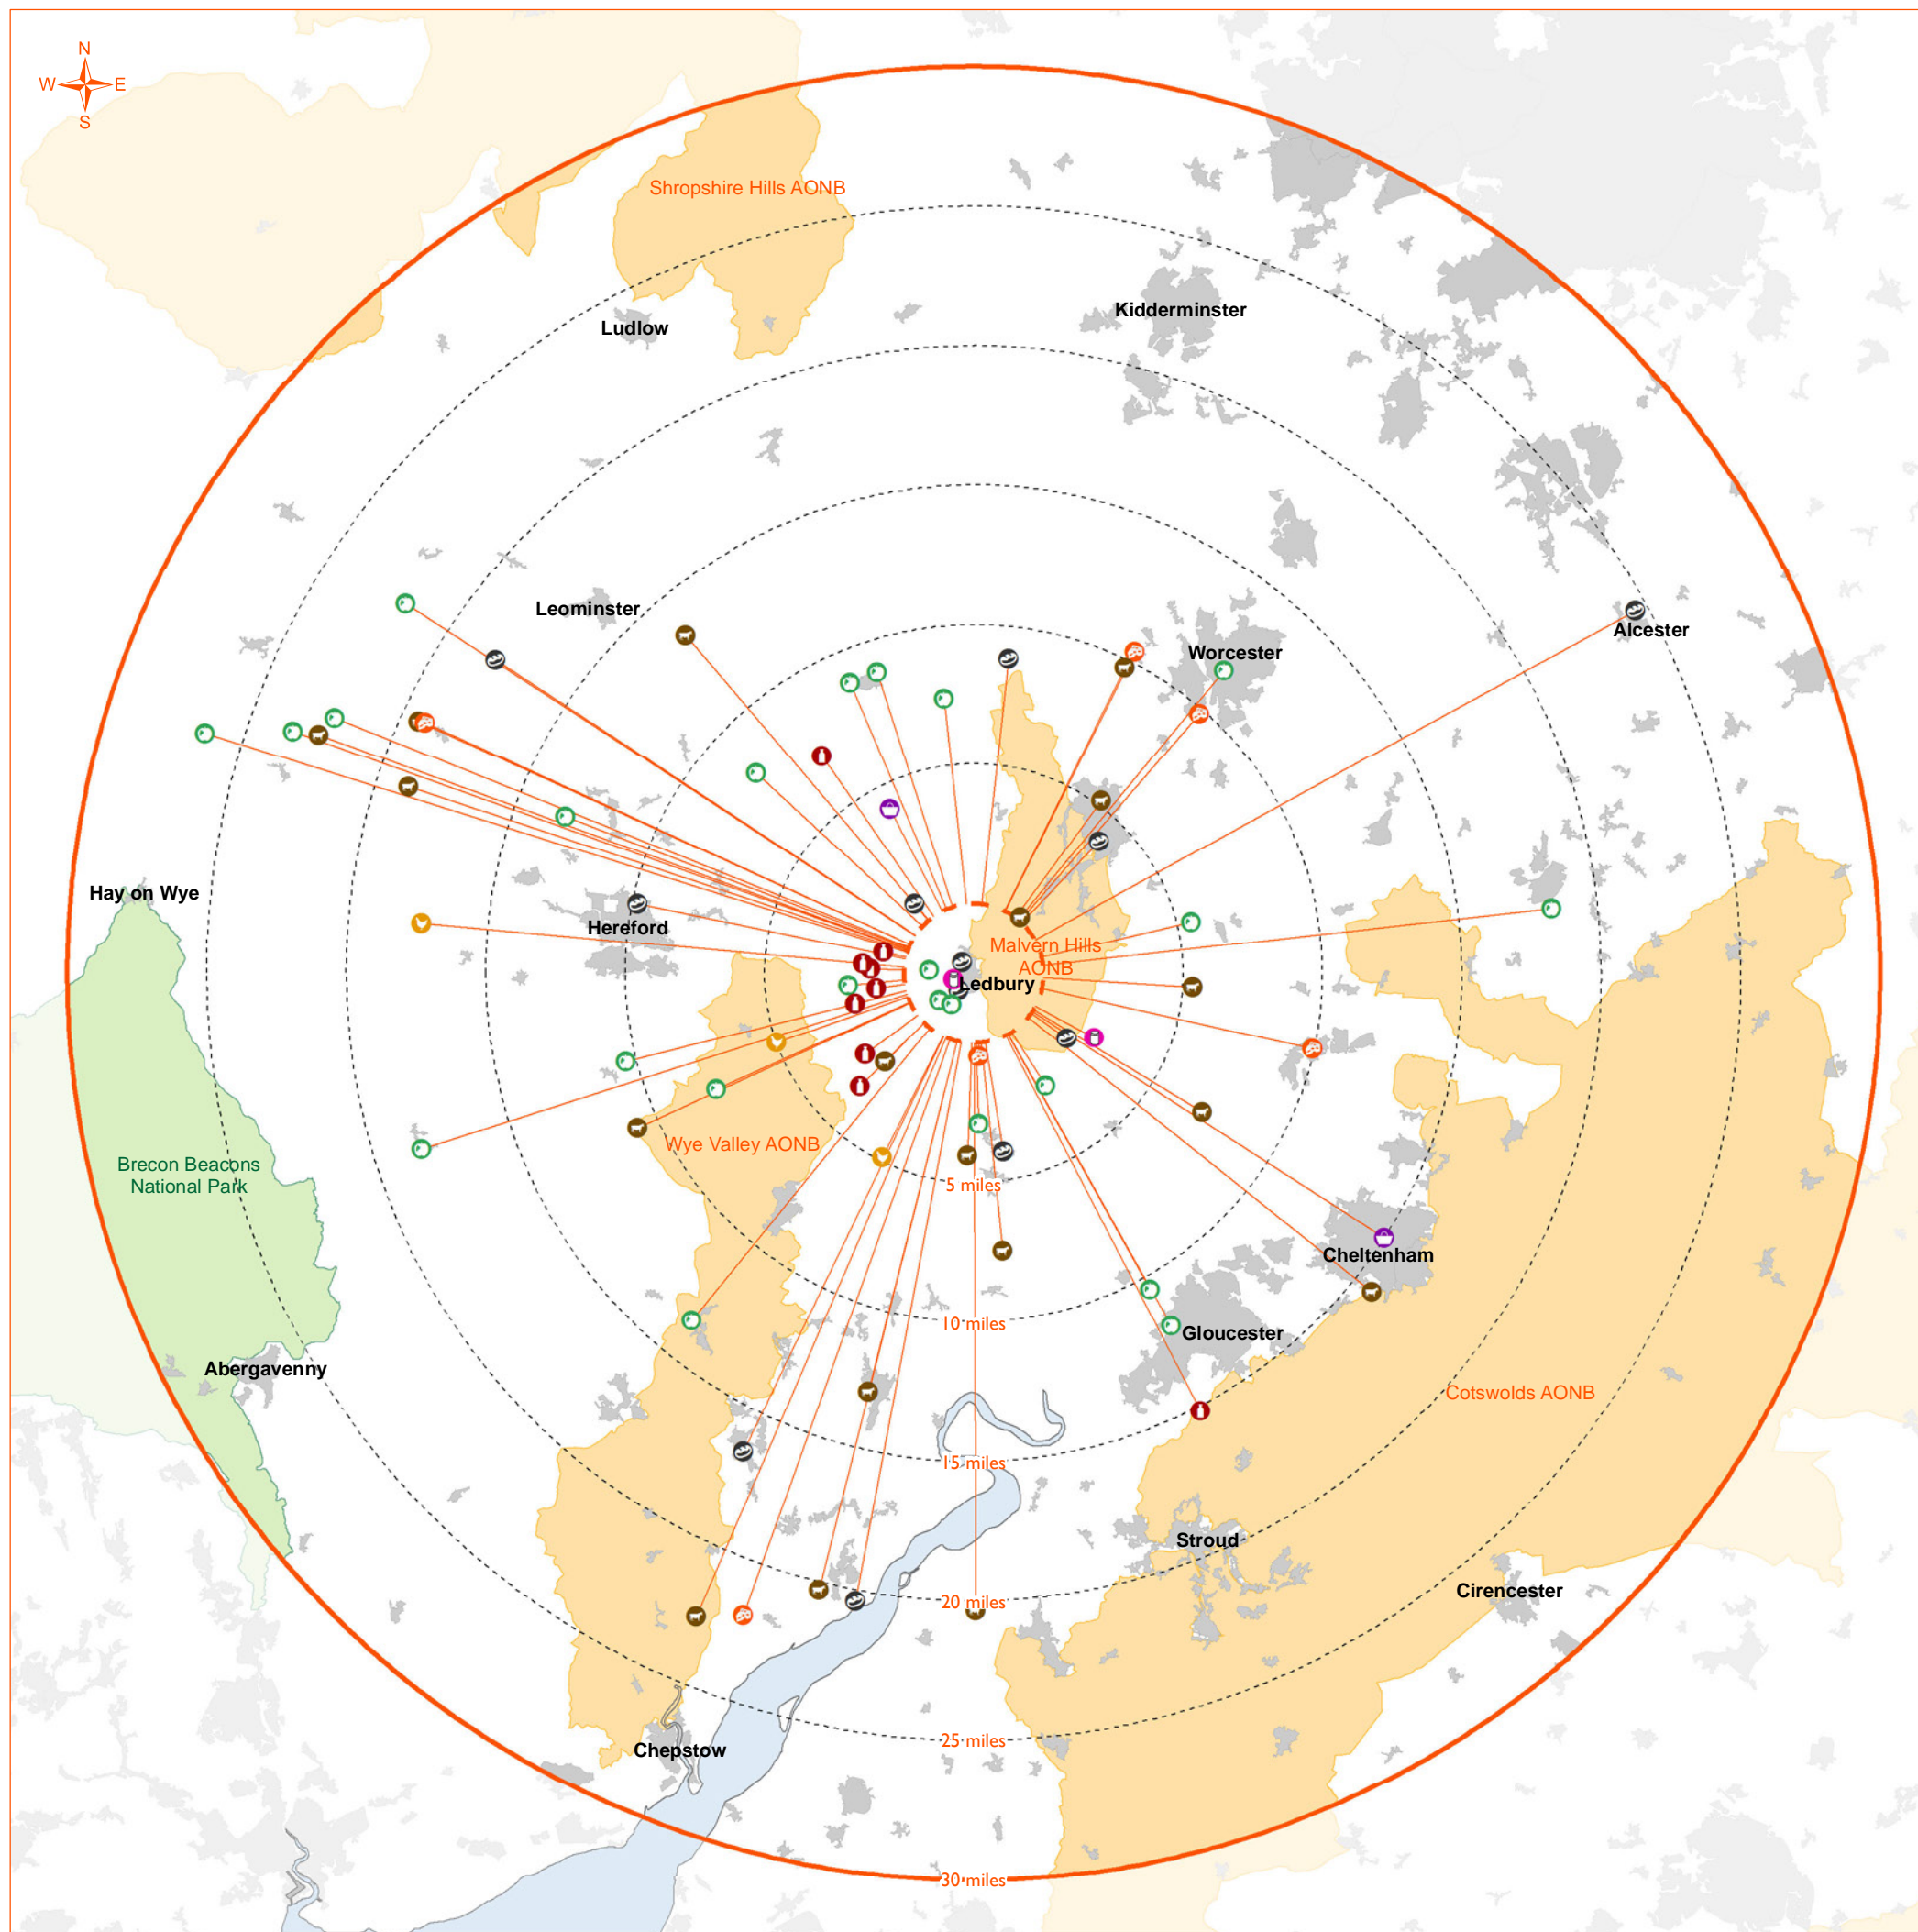 N
W E
S
Shropshire Hills AONB
Kidderminster
Ludlow
Leominster
Alcester
Worcester
Hay on Wye
Hereford
Malvern Hills
AONB
Ledbury
Wye Valley AONB
Brecon Beacons
National Park
5 miles
Cheltenham
10 miles
Gloucester
Abergavenny
Cotswolds AONB
15 miles
Stroud
Cirencester
20 miles
25 miles
Chepstow
30 miles